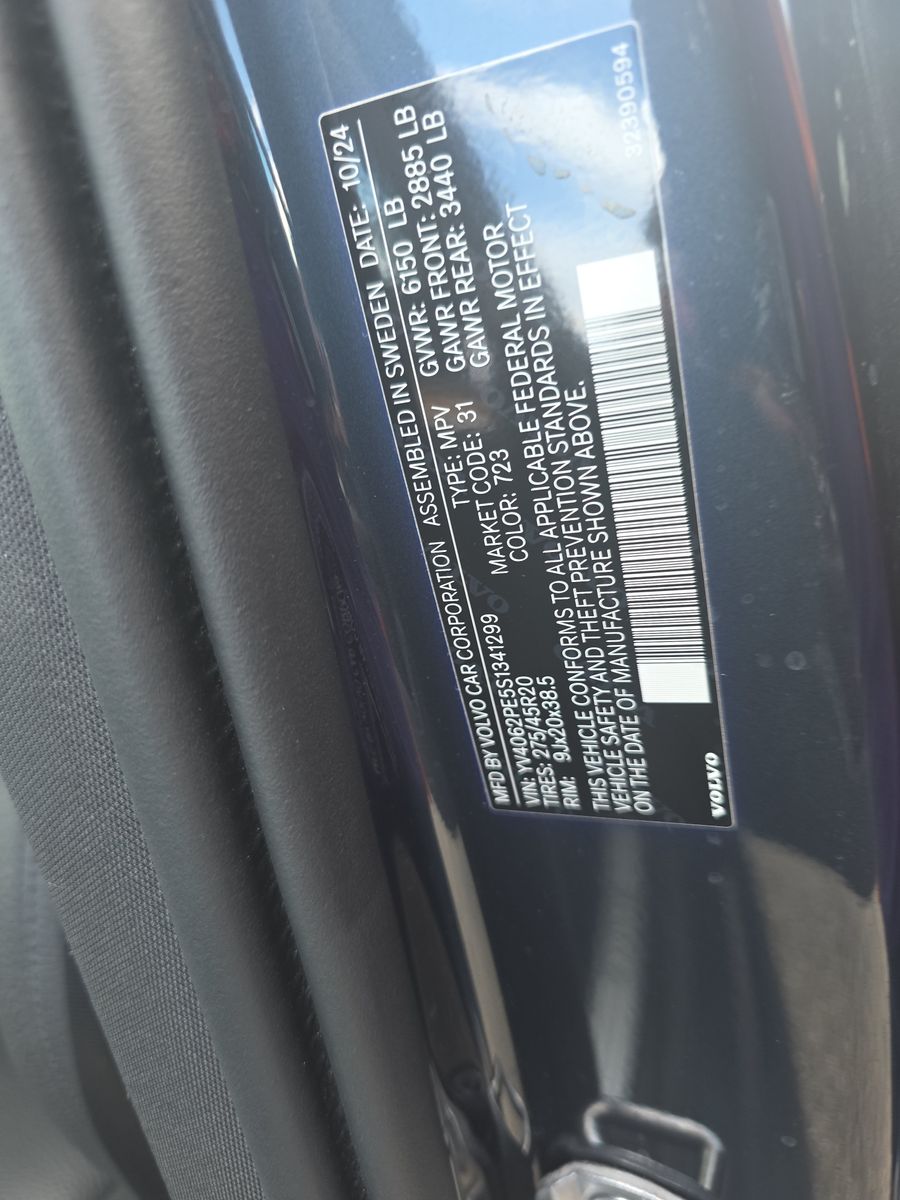 MFD BY VOLVO CAR CORPORATION ASSEMBLED IN SWEDEN DATE: 10/24
VIN: YV4062PE5S1341299 TYPE: MPV GVWR: 6150 LB
TIRES: 275/45R20 MARKET CODE: 31 GAWR FRONT: 2885 LB
RIM: 9Jx20x38.5 COLOR: 723 GAWR REAR: 3440 LB
THIS VEHICLE CONFORMS TO ALL APPLICABLE FEDERAL MOTOR
VEHICLE SAFETY AND THEFT PREVENTION STANDARDS IN EFFECT
ON THE DATE OF MANUFACTURE SHOWN ABOVE.
VOLVO 32390594